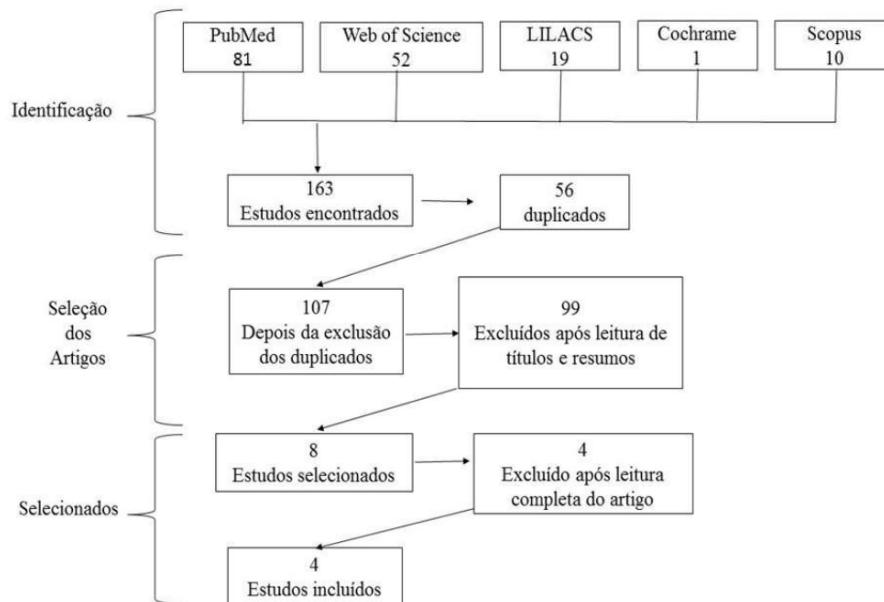 PubMed
81
Web of Science
52
LILACS
19
Cochrame
1
Scopus
10
Identificação
163
Estudos encontrados
56
duplicados
Seleção
dos
Artigos
107
Depois da exclusão
dos duplicados
99
Excluídos após leitura de
títulos e resumos
Selecionados
8
Estudos selecionados
4
Excluído após leitura
completa do artigo
4
Estudos incluídos